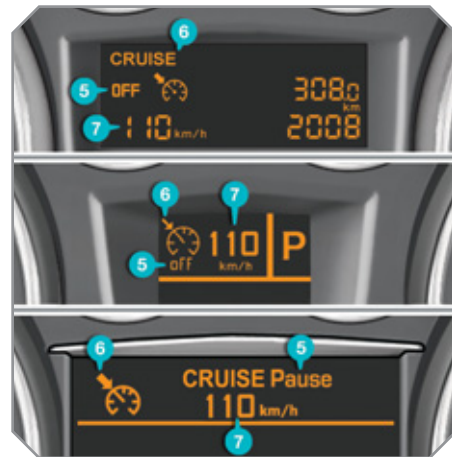 6
CRUISE
5 OFF 308.0
km
7 110 km/h 2008
6 7
110 P
5 off km/h
6 5
CRUISE Pause
110 km/h
7